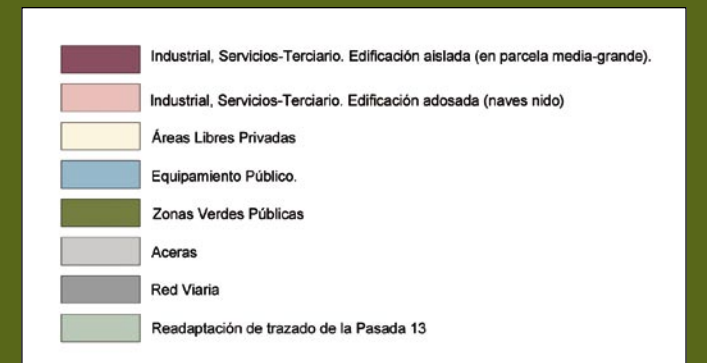 Industrial, Servicios-Terciario. Edificación aislada (en parcela media-grande).
Industrial, Servicios-Terciario. Edificación adosada (naves nido)
Áreas Libres Privadas
Equipamiento Público.
Zonas Verdes Públicas
Aceras
Red Viaria
Readaptación de trazado de la Pasada 13